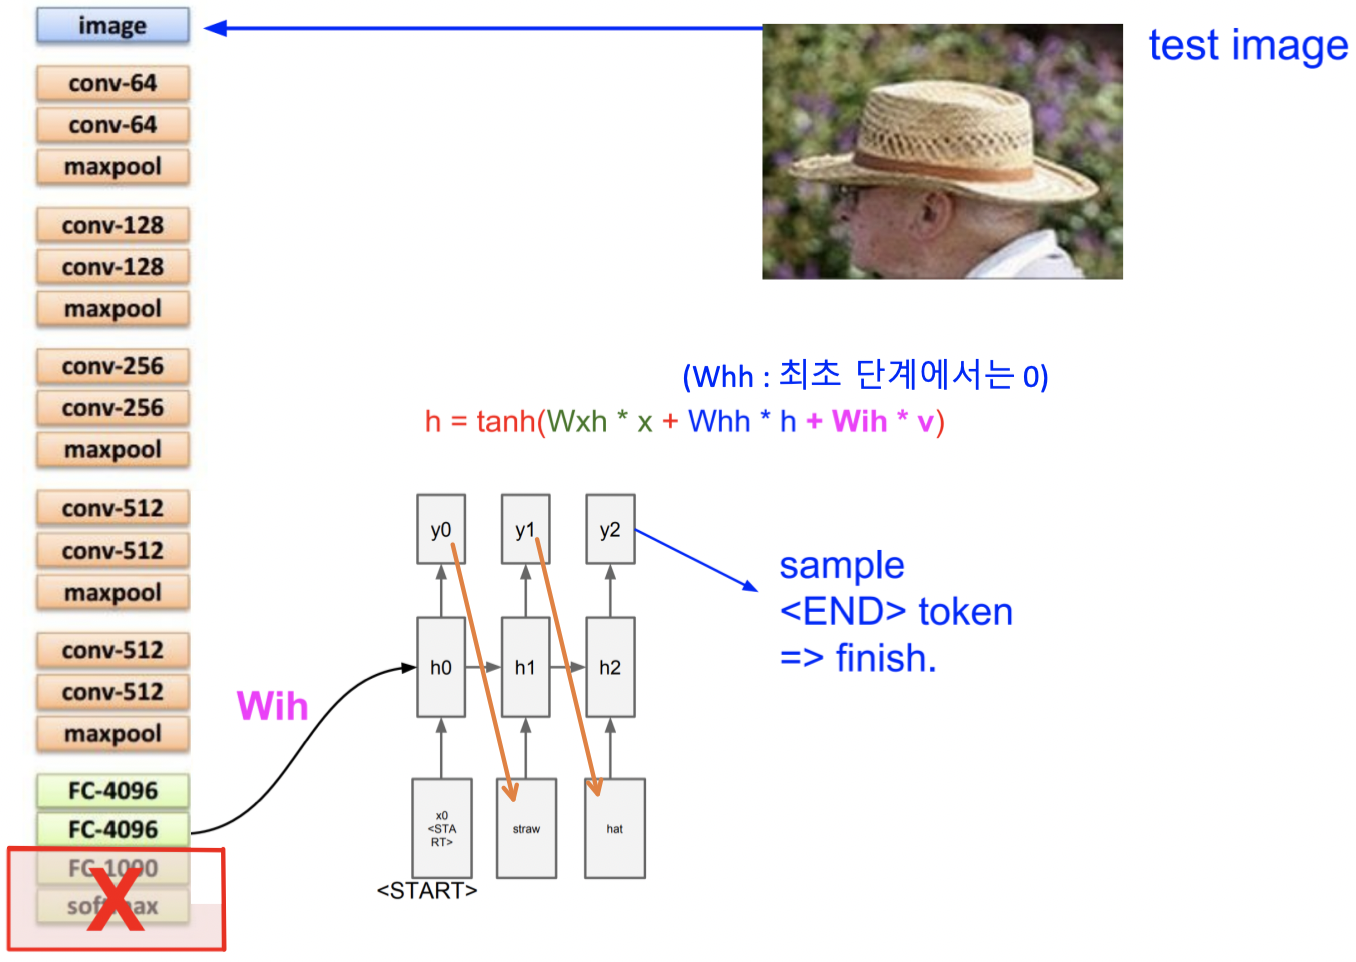 image
test image
conv-64
conv-64
maxpool
conv-128
conv-128
maxpool
conv-256
conv-256
maxpool
conv-512
conv-512
maxpool
conv-512
conv-512
maxpool
FC-4096
FC-4096
FC-1000
softmax
X
Wih
(Whh : 최초 단계에서는 0)
h = tanh(Wxh * x + Whh * h + Wih * v)
y0
y1
y2
h0
h1
h2
x0
<STA
RT>
straw
hat
<START>
sample
<END> token
=> finish.